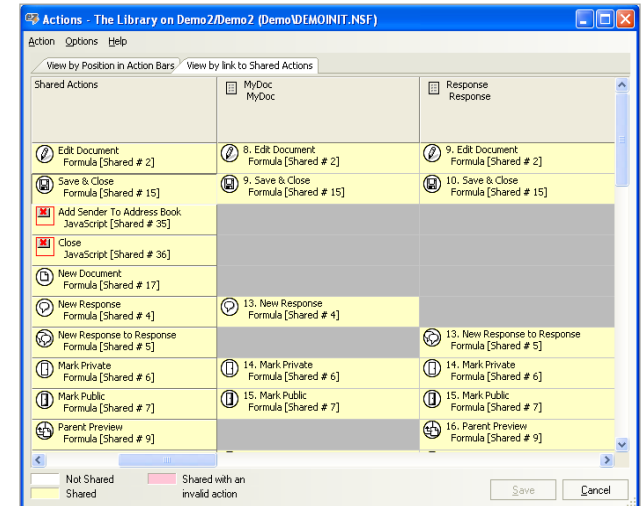 Actions - The Library on Demo2/Demo2 (Demo\DEMOINIT.NSF)
Action Options Help
View by Position in Action Bars View by link to Shared Actions
Shared Actions
MyDoc
MyDoc
Response
Response
Edit Document
Formula [Shared # 2]
8. Edit Document
Formula [Shared # 2]
9. Edit Document
Formula [Shared # 2]
Save & Close
Formula [Shared # 15]
9. Save & Close
Formula [Shared # 15]
10. Save & Close
Formula [Shared # 15]
Add Sender To Address Book
JavaScript [Shared # 35]
Close
JavaScript [Shared # 36]
New Document
Formula [Shared # 17]
New Response
Formula [Shared # 4]
13. New Response
Formula [Shared # 4]
New Response to Response
Formula [Shared # 5]
13. New Response to Response
Formula [Shared # 5]
Mark Private
Formula [Shared # 6]
14. Mark Private
Formula [Shared # 6]
14. Mark Private
Formula [Shared # 6]
Mark Public
Formula [Shared # 7]
15. Mark Public
Formula [Shared # 7]
15. Mark Public
Formula [Shared # 7]
Parent Preview
Formula [Shared # 9]
16. Parent Preview
Formula [Shared # 9]
Not Shared
Shared
Shared with an
invalid action
Save
Cancel